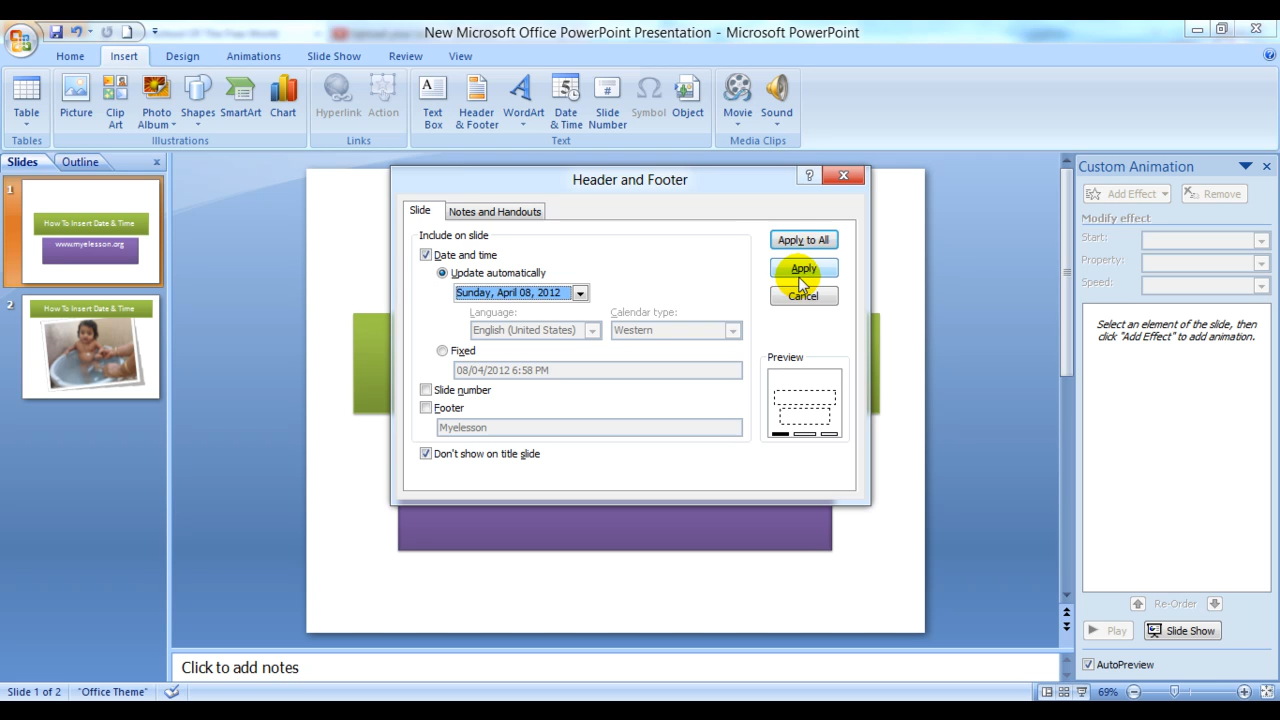 New Microsoft Office PowerPoint Presentation - Microsoft PowerPoint
Home Insert Design Animations Slide Show Review View
Table Picture Clip Art Photo Album Shapes SmartArt Chart Hyperlink Action Text Box Header & Footer WordArt Date & Time Slide Number Symbol Object Movie Sound
Tables Illustrations Links Text Media Clips
Slides Outline
1
How To Insert Date & Time
www.myelesson.org
2
How To Insert Date & Time
Header and Footer
Slide Notes and Handouts
Include on slide
Date and time
Update automatically
Sunday, April 08, 2012
Language: Calendar type:
English (United States) Western
Fixed
08/04/2012 6:58 PM
Slide number
Footer
Myelesson
Don't show on title slide
Apply to All
Apply
Cancel
Preview
Custom Animation
Add Effect Remove
Modify effect
Start:
Property:
Speed:
Select an element of the slide, then
click "Add Effect" to add animation.
Re-Order
Play Slide Show
AutoPreview
Click to add notes
Slide 1 of 2 "Office Theme" 69%